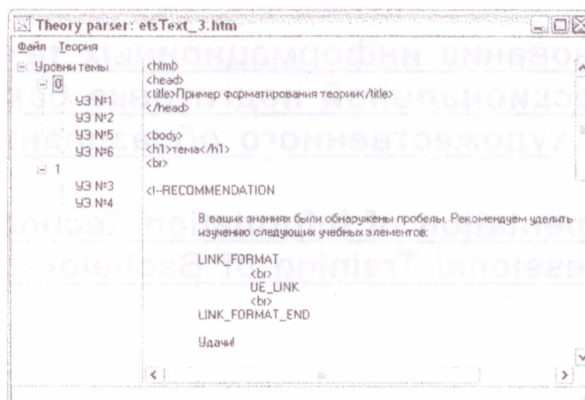 Theory parser: etsText_3.htm
Файл Теория
Уровни темы
0
УЭ №1
УЭ №2
УЭ №5
УЭ №6
1
УЭ №3
УЭ №4
<html>
<head>
<title>Пример форматирования теории</title>
</head>
<body>
<h1>тема</h1>
<br>
<!--RECOMMENDATION
В ваших знаниях были обнаружены пробелы. Рекомендуем уделить
изучению следующих учебных элементов:
LINK_FORMAT
<br>
UE_LINK
<br>
LINK_FORMAT_END
Удачи!